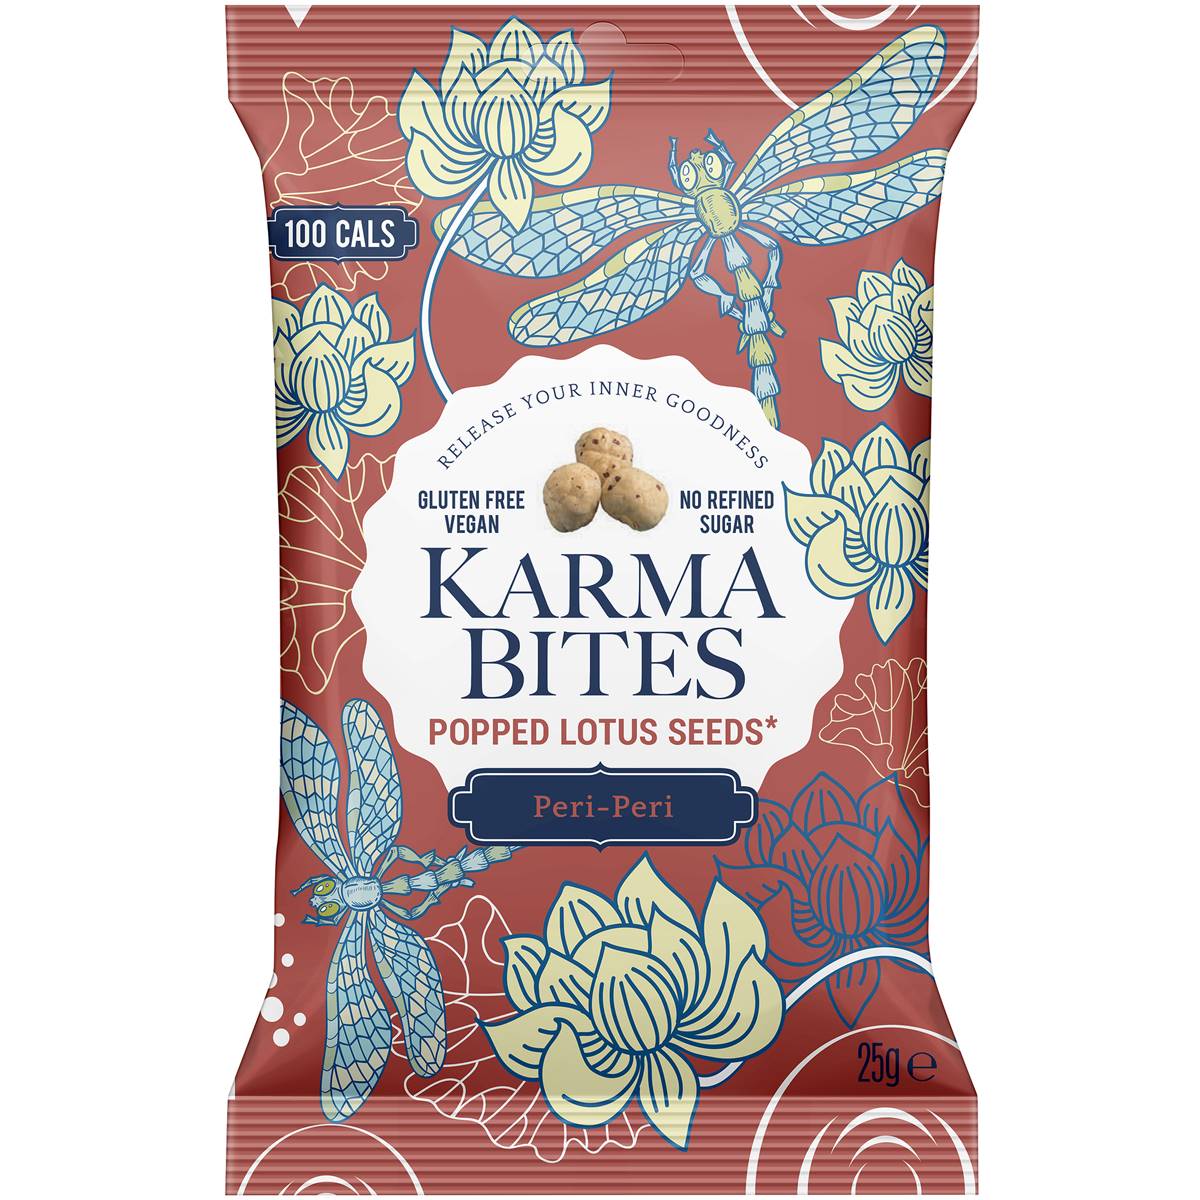 100 CALS
RELEASE YOUR INNER GOODNESS
GLUTEN FREE
VEGAN
NO REFINED
SUGAR
KARMA
BITES
POPPED LOTUS SEEDS*
Peri-Peri
25g ℮